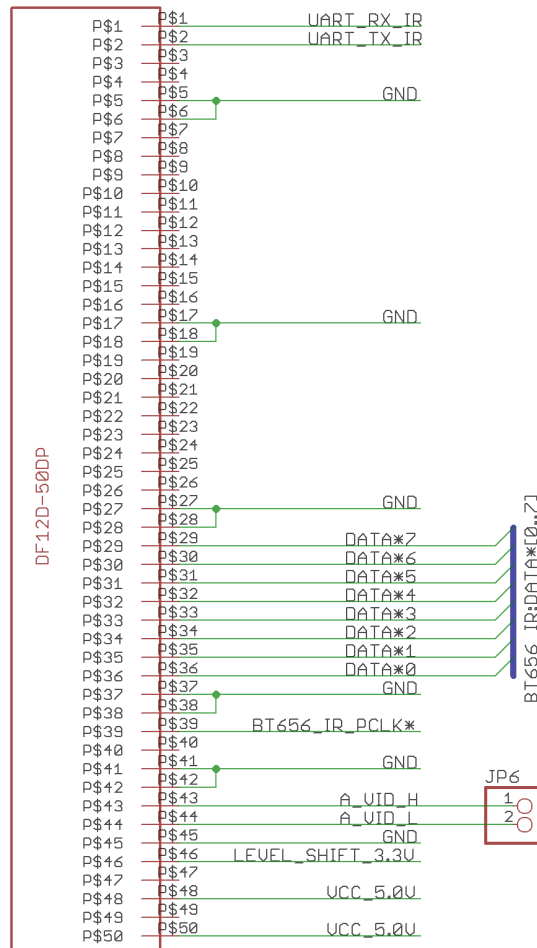 P$1 P$1 UART_RX_IR
P$2 P$2 UART_TX_IR
P$3 P$3
P$4 P$4
P$5 P$5 GND
P$6 P$6
P$7 P$7
P$8 P$8
P$9 P$9
P$10 P$10
P$11 P$11
P$12 P$12
P$13 P$13
P$14 P$14
P$15 P$15
P$16 P$16
P$17 P$17 GND
P$18 P$18
P$19 P$19
P$20 P$20
P$21 P$21
P$22 P$22
P$23 P$23
P$24 P$24
P$25 P$25
P$26 P$26
P$27 P$27 GND
P$28 P$28
P$29 P$29 DATA*7
P$30 P$30 DATA*6
P$31 P$31 DATA*5
P$32 P$32 DATA*4
P$33 P$33 DATA*3
P$34 P$34 DATA*2
P$35 P$35 DATA*1
P$36 P$36 DATA*0
P$37 P$37 GND
P$38 P$38
P$39 P$39 BT656_IR_PCLK*
P$40 P$40
P$41 P$41 GND
P$42 P$42
P$43 P$43 A_VID_H
P$44 P$44 A_VID_L
P$45 P$45 GND
P$46 P$46 LEVEL_SHIFT_3.3V
P$47 P$47
P$48 P$48 VCC_5.0V
P$49 P$49
P$50 P$50 VCC_5.0V
DF12D-50DP
BT656_IR:DATA*[0..7]
JP6
1
2